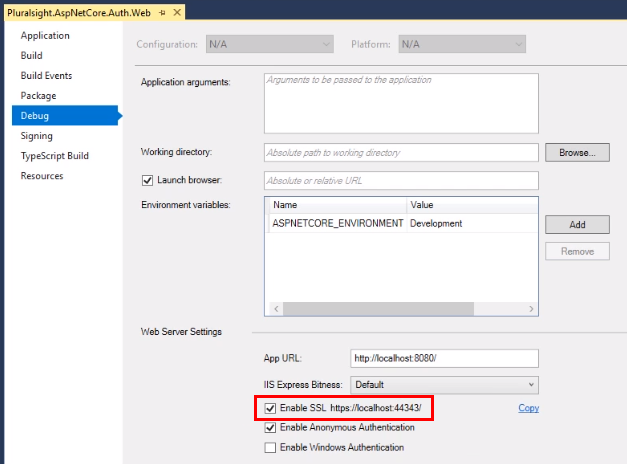 Pluralsight.AspNetCore.Auth.Web
Application
Build
Build Events
Package
Debug
Signing
TypeScript Build
Resources
Configuration: N/A Platform: N/A
Application arguments: Arguments to be passed to the application
Working directory: Absolute path to working directory Browse...
Launch browser: Absolute or relative URL
Environment variables: Name Value
ASPNETCORE_ENVIRONMENT Development Add
Remove
Web Server Settings
App URL: http://localhost:8080/
IIS Express Bitness: Default
Enable SSL https://localhost:44343/ Copy
Enable Anonymous Authentication
Enable Windows Authentication